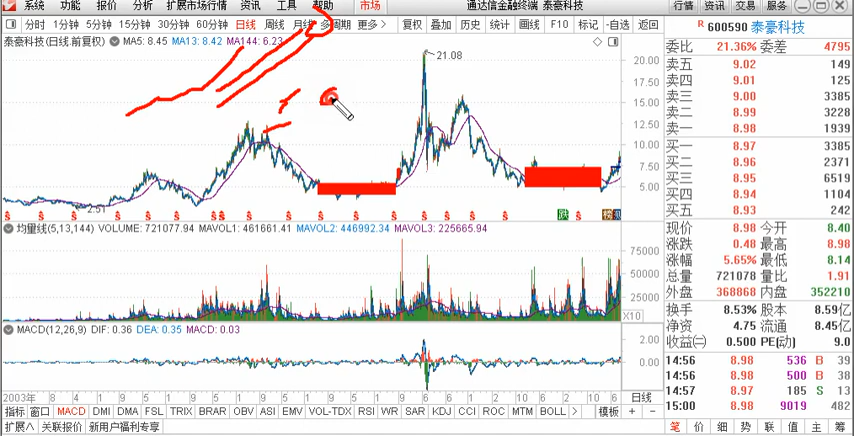 系统 功能 报价 分析 扩展市场行情 资讯 工具 帮助 市场 通达信金融终端 泰豪科技 行情 资讯 交易 服务
分时 1分钟 5分钟 15分钟 30分钟 60分钟 日线 周线 月线 多周期 更多> 复权 叠加 历史 统计 画线 F10 标记 -自选 返回
R 600590 泰豪科技
泰豪科技(日线.前复权) MA5: 8.45 MA13: 8.42 MA144: 6.23
21.08
20.00
17.50
15.00
12.50
10.00
7.50
5.00
2.51
委比 21.36% 委差 4795
卖五 9.02 149
卖四 9.01 125
卖三 9.00 3385
卖二 8.99 3228
卖一 8.98 1939
买一 8.97 3385
买二 8.96 2371
买三 8.95 6519
买四 8.94 1104
买五 8.93 242
现价 8.98 今开 8.40
涨跌 0.48 最高 8.98
涨幅 5.65% 最低 8.14
总量 721078 量比 1.91
外盘 368868 内盘 352210
换手 8.53% 股本 8.59亿
净资 4.75 流通 8.45亿
收益㈠ 0.500 PE(动) 9.0
14:56 8.98 536 B 39
14:56 8.98 500 B 38
14:57 8.97 185 S 13
15:00 8.98 9019 482
均量线(5,13,144) VOLUME: 721077.94 MAVOL1: 461661.41 MAVOL2: 446992.34 MAVOL3: 225665.94
75000
50000
25000
X10
MACD(12,26,9) DIF: 0.36 DEA: 0.35 MACD: 0.03
2.00
0.00
2003年 日线
指标 窗口 MACD DMI DMA FSL TRIX BRAR OBV ASI EMV VOL-TDX RSI WR SAR KDJ CCI ROC MTM BOLL > 模板 + −
扩展∧ 关联报价 新用户福利专享
笔 价 细 势 联 值 主 筹